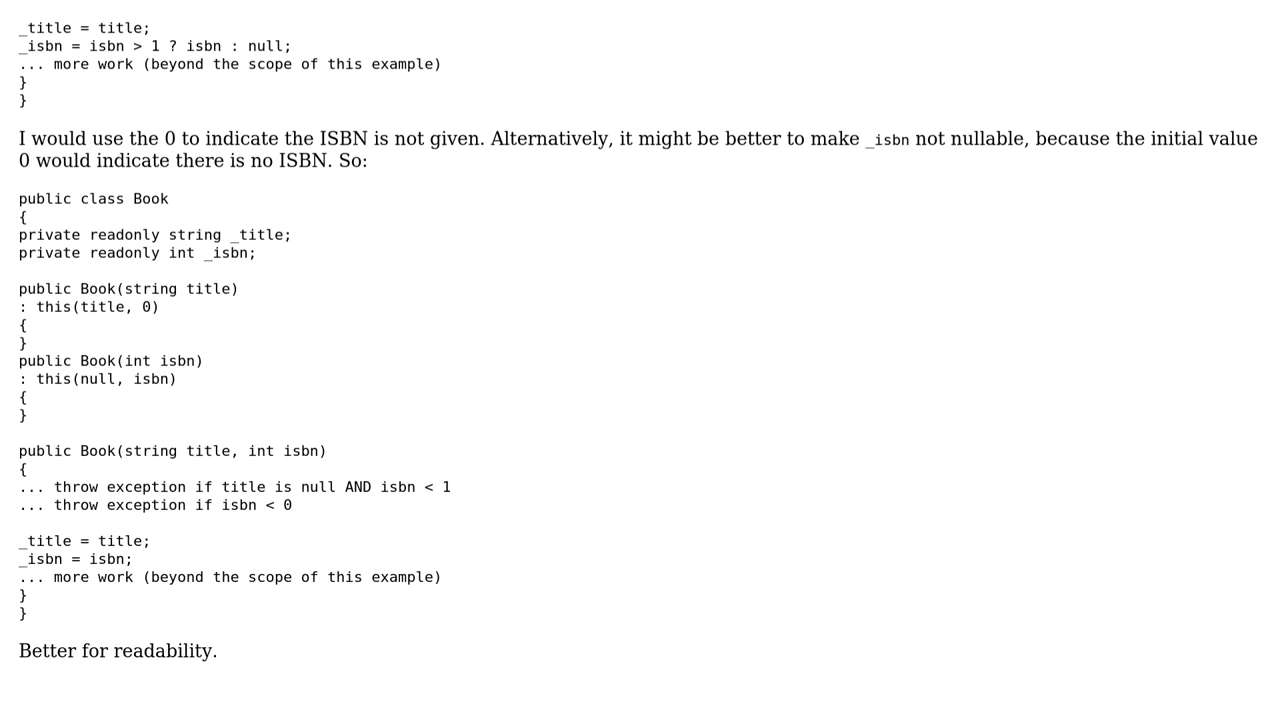 _title = title;
_isbn = isbn > 1 ? isbn : null;
... more work (beyond the scope of this example)
}
}
I would use the 0 to indicate the ISBN is not given. Alternatively, it might be better to make _isbn not nullable, because the initial value
0 would indicate there is no ISBN. So:
public class Book
{
private readonly string _title;
private readonly int _isbn;
public Book(string title)
: this(title, 0)
{
}
public Book(int isbn)
: this(null, isbn)
{
}
public Book(string title, int isbn)
{
... throw exception if title is null AND isbn < 1
... throw exception if isbn < 0
_title = title;
_isbn = isbn;
... more work (beyond the scope of this example)
}
}
Better for readability.